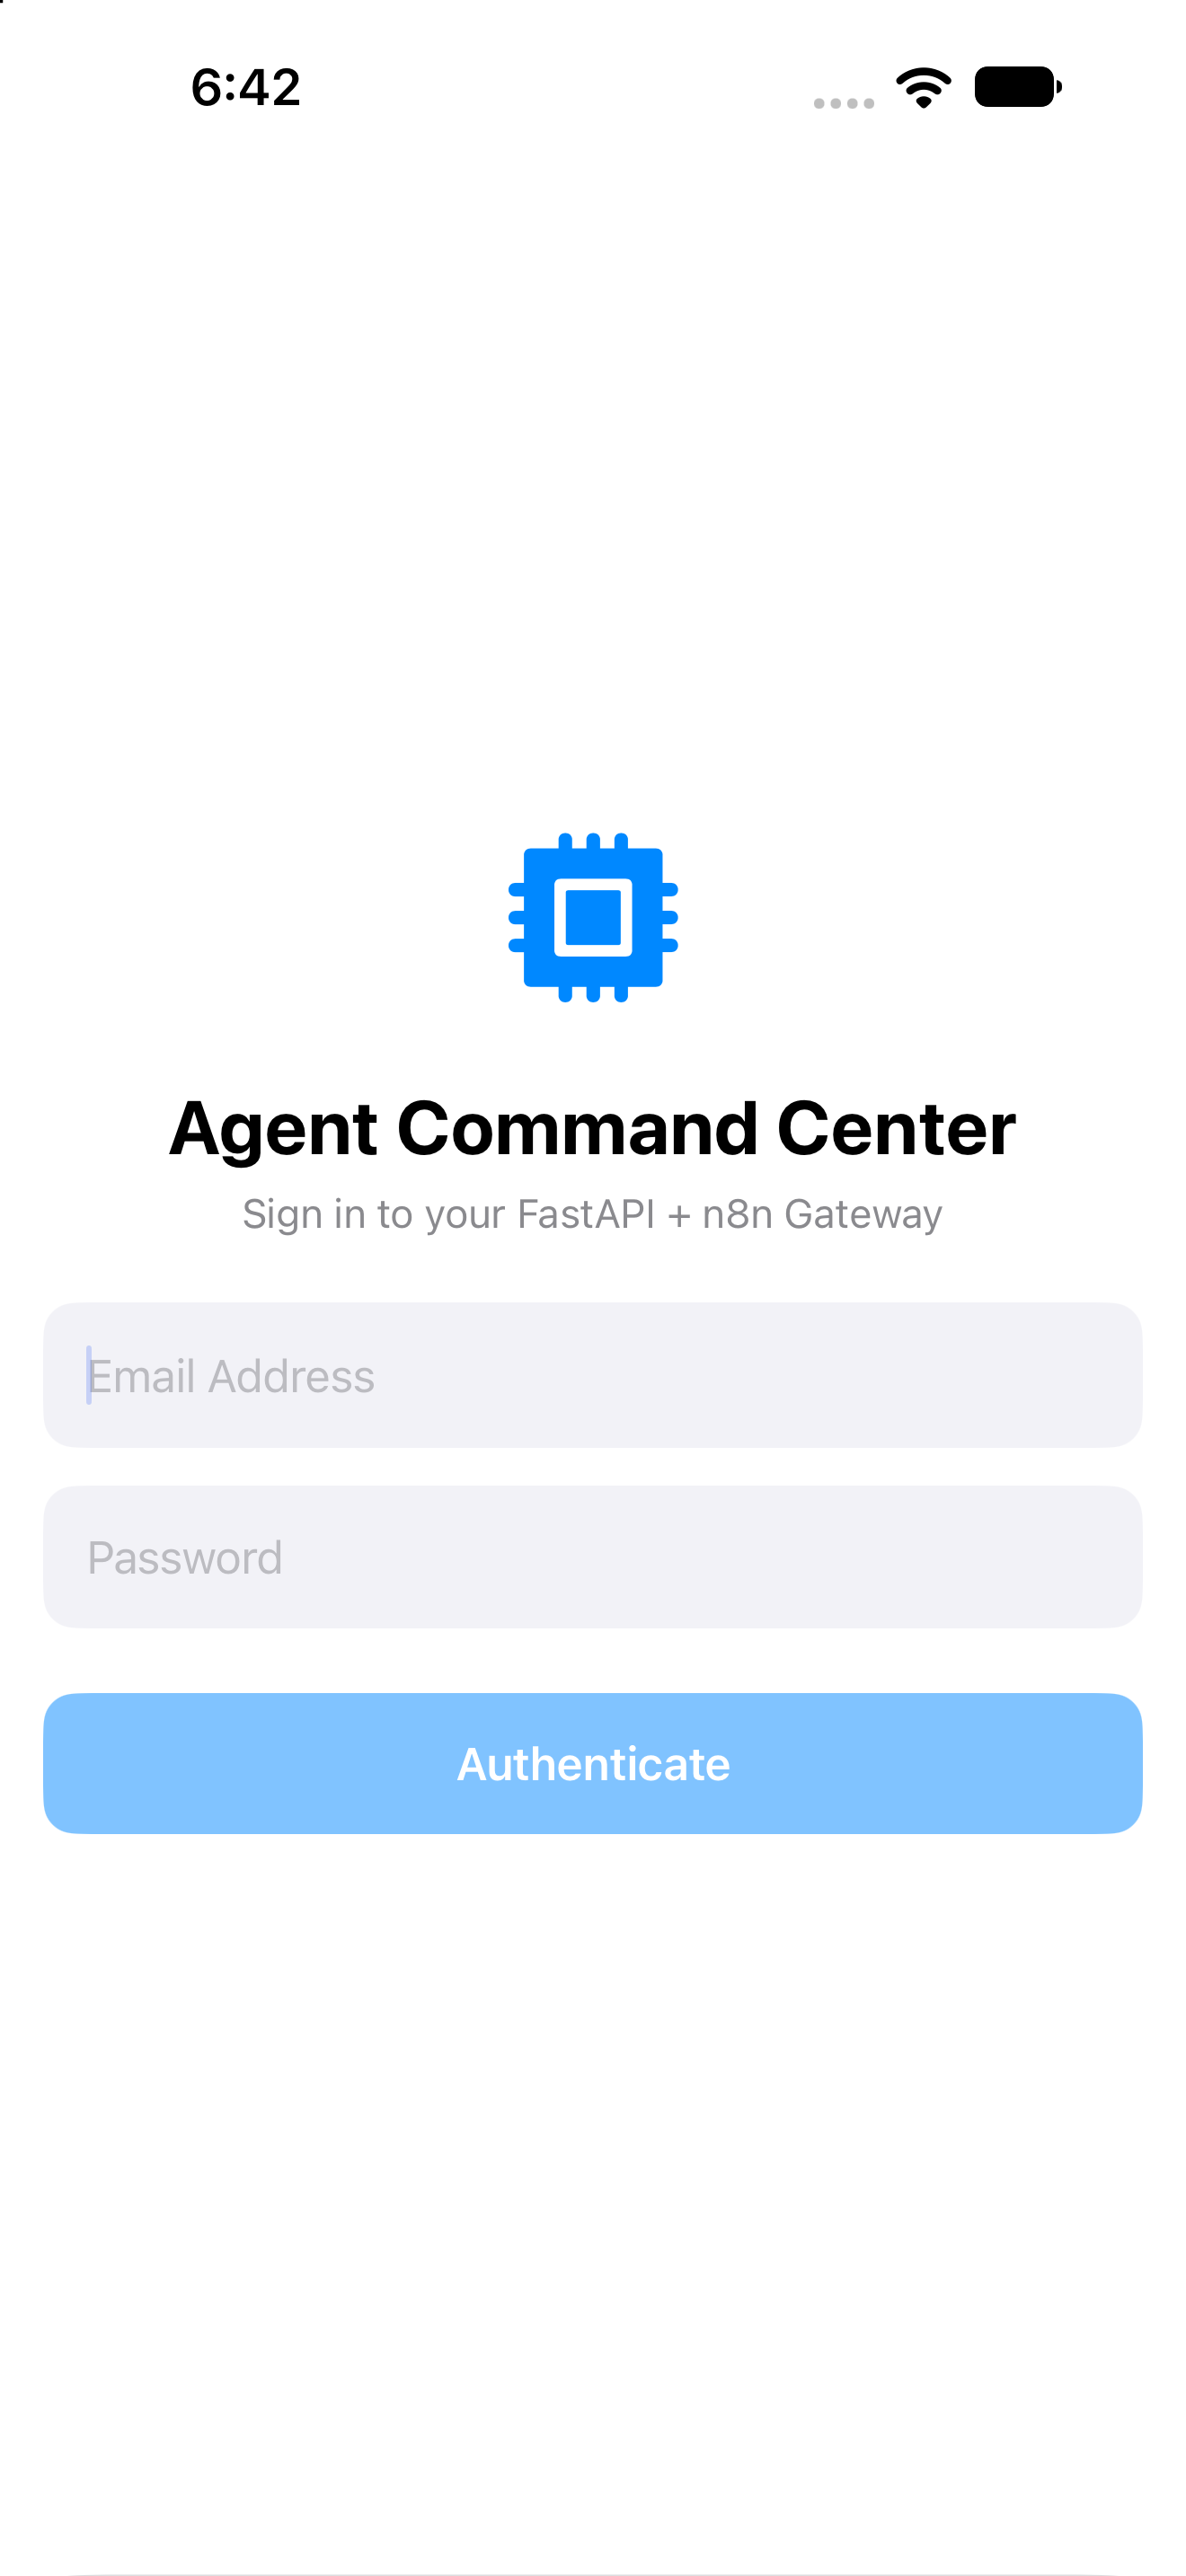 6:42
Agent Command Center
Sign in to your FastAPI + n8n Gateway
Email Address
Password
Authenticate